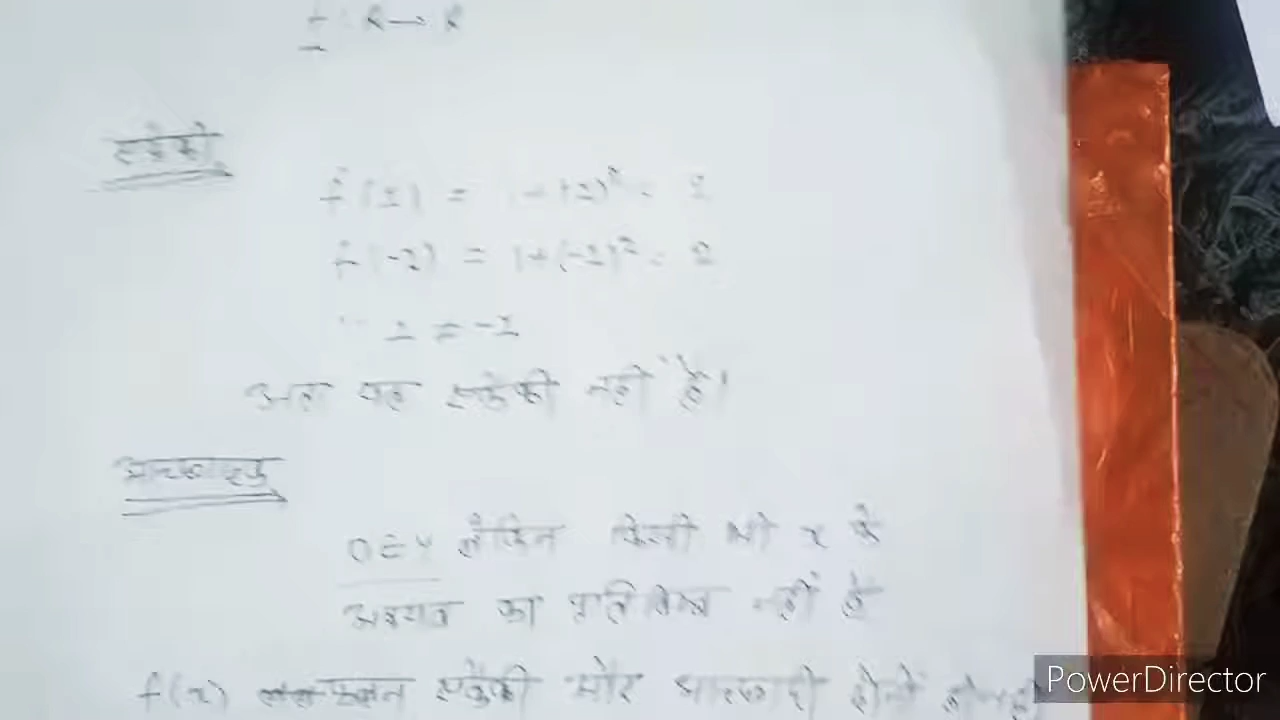 f : R → R
एकैकी
f(1) = 1+(1)² = 2
f(-1) = 1+(-1)² = 2
∵ 1 ≠ -1
अतः यह एकैकी नहीं है।
आच्छादक
0 ∈ Y लेकिन किसी भी x के
अवयव का प्रतिबिम्ब नहीं है
f(x) फलन एकैकी और आच्छादी दोनों
PowerDirector